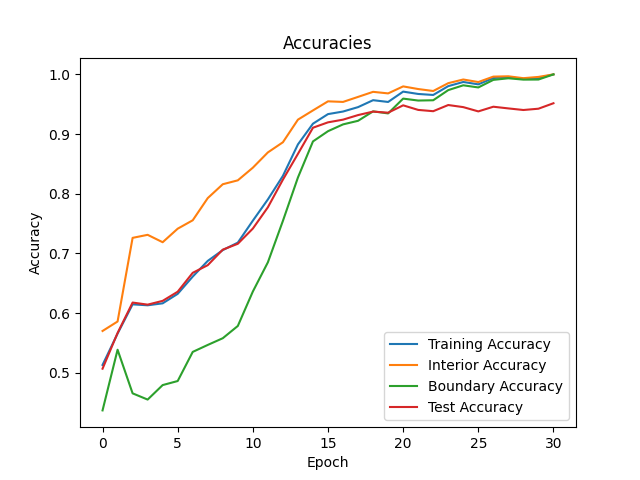 Accuracies
1.0
0.9
0.8
0.7
0.6
0.5
Accuracy
0 5 10 15 20 25 30
Epoch
Training Accuracy
Interior Accuracy
Boundary Accuracy
Test Accuracy